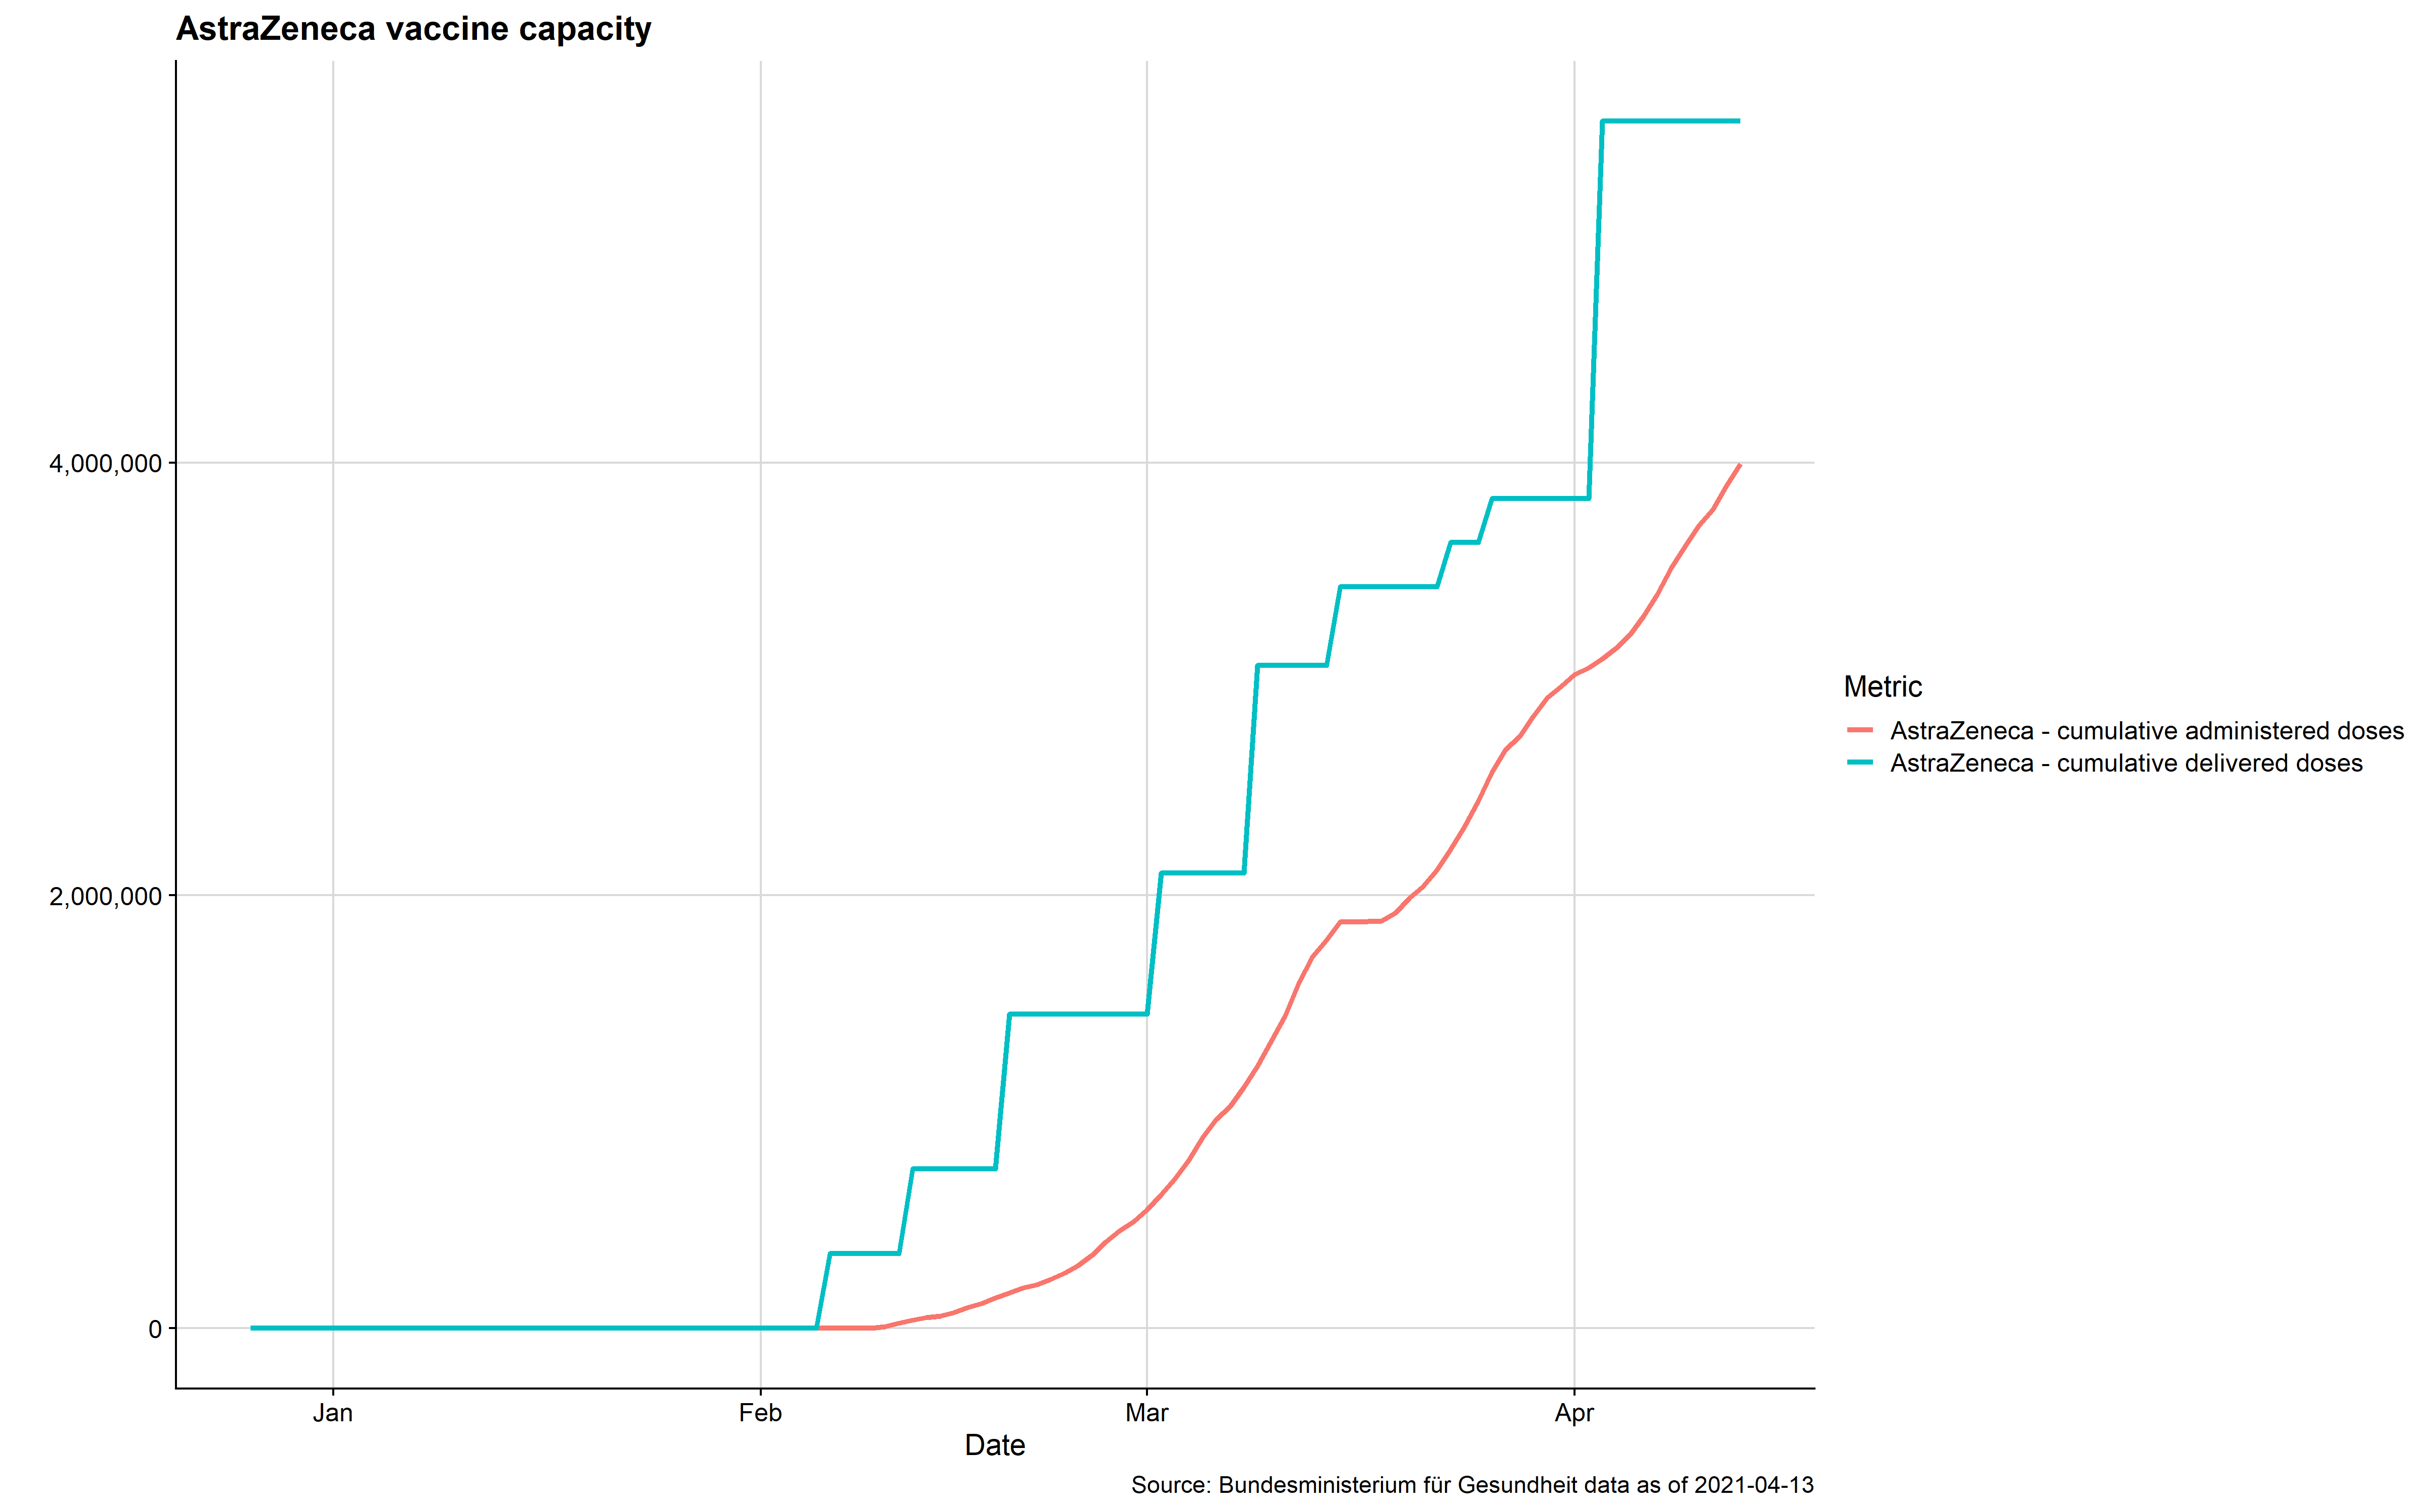 AstraZeneca vaccine capacity
4,000,000
2,000,000
0
Jan Feb Mar Apr
Date
Metric
AstraZeneca - cumulative administered doses
AstraZeneca - cumulative delivered doses
Source: Bundesministerium für Gesundheit data as of 2021-04-13